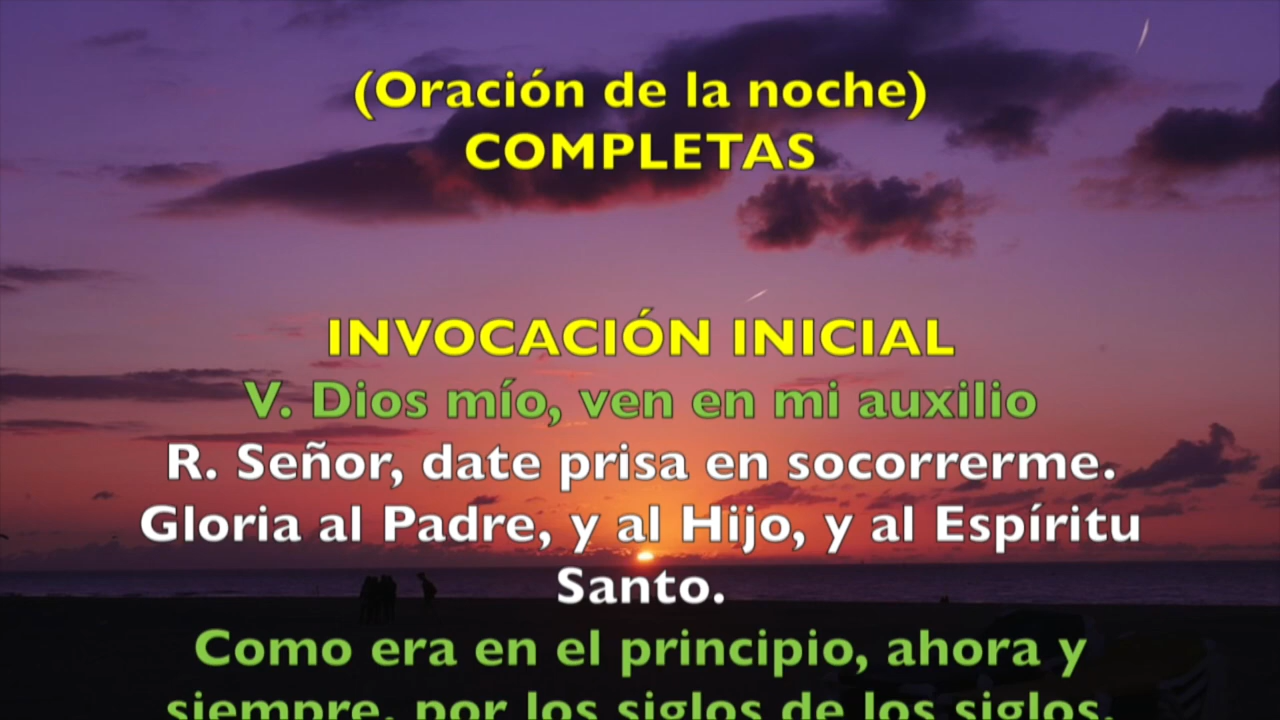 (Oración de la noche)
COMPLETAS
INVOCACIÓN INICIAL
V. Dios mío, ven en mi auxilio
R. Señor, date prisa en socorrerme.
Gloria al Padre, y al Hijo, y al Espíritu
Santo.
Como era en el principio, ahora y
siempre, por los siglos de los siglos.